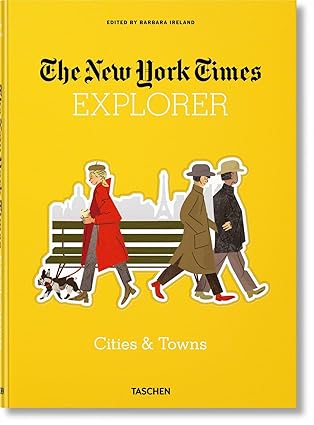 EDITED BY BARBARA IRELAND
The New York Times
EXPLORER
Cities & Towns
TASCHEN